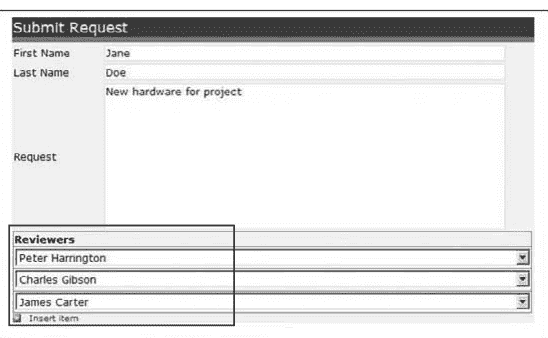 Submit Request
First Name Jane
Last Name Doe
New hardware for project
Request
Reviewers
Peter Harrington
Charles Gibson
James Carter
Insert item